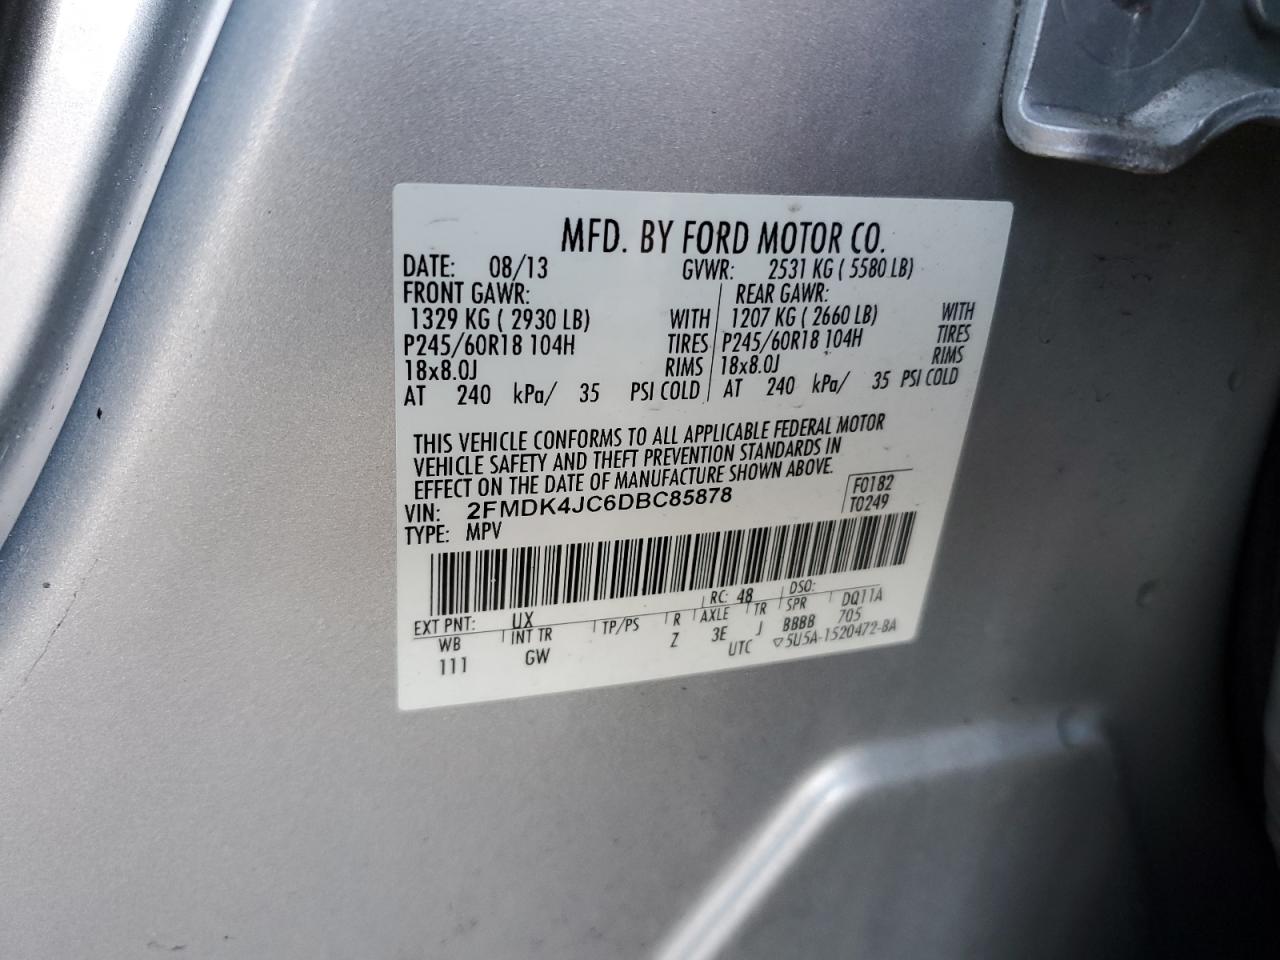 MFD. BY FORD MOTOR CO.
DATE: 08/13 GVWR: 2531 KG ( 5580 LB)
FRONT GAWR: REAR GAWR:
1329 KG ( 2930 LB) WITH 1207 KG ( 2660 LB) WITH
P245/60R18 104H TIRES P245/60R18 104H TIRES
18x8.0J RIMS 18x8.0J RIMS
AT 240 kPa/ 35 PSI COLD AT 240 kPa/ 35 PSI COLD
THIS VEHICLE CONFORMS TO ALL APPLICABLE FEDERAL MOTOR
VEHICLE SAFETY AND THEFT PREVENTION STANDARDS IN
EFFECT ON THE DATE OF MANUFACTURE SHOWN ABOVE.
VIN: 2FMDK4JC6DBC85878 F0182
TYPE: MPV T0249
EXT PNT: UX RC: 48 DSO:
WB INT TR TP/PS R AXLE TR SPR DQ11A
111 GW Z 3E J BBBB 705
UTC ▽5U5A-1520472-BA